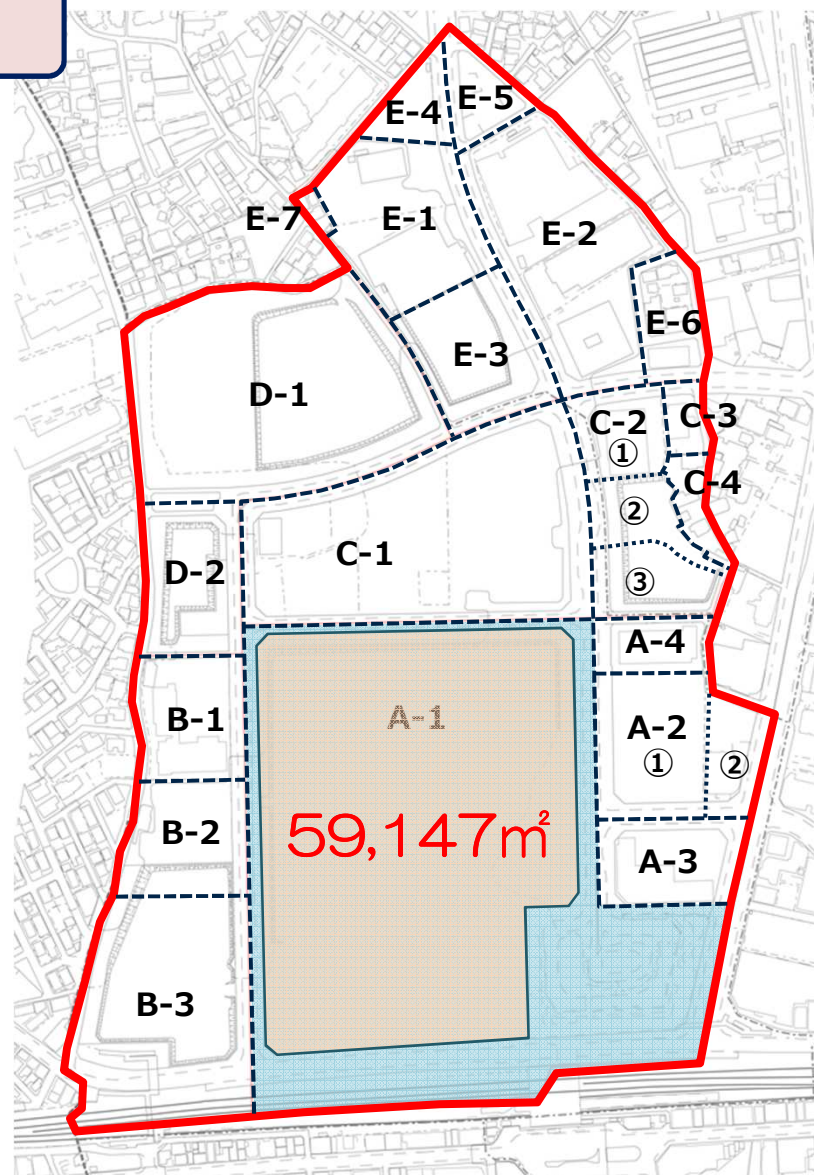 E-5
E-4
E-7
E-1
E-2
E-6
E-3
D-1
C-2
①
C-3
C-4
②
C-1
D-2
③
A-4
B-1
A-1
A-2
①
②
B-2
59,147㎡
A-3
B-3